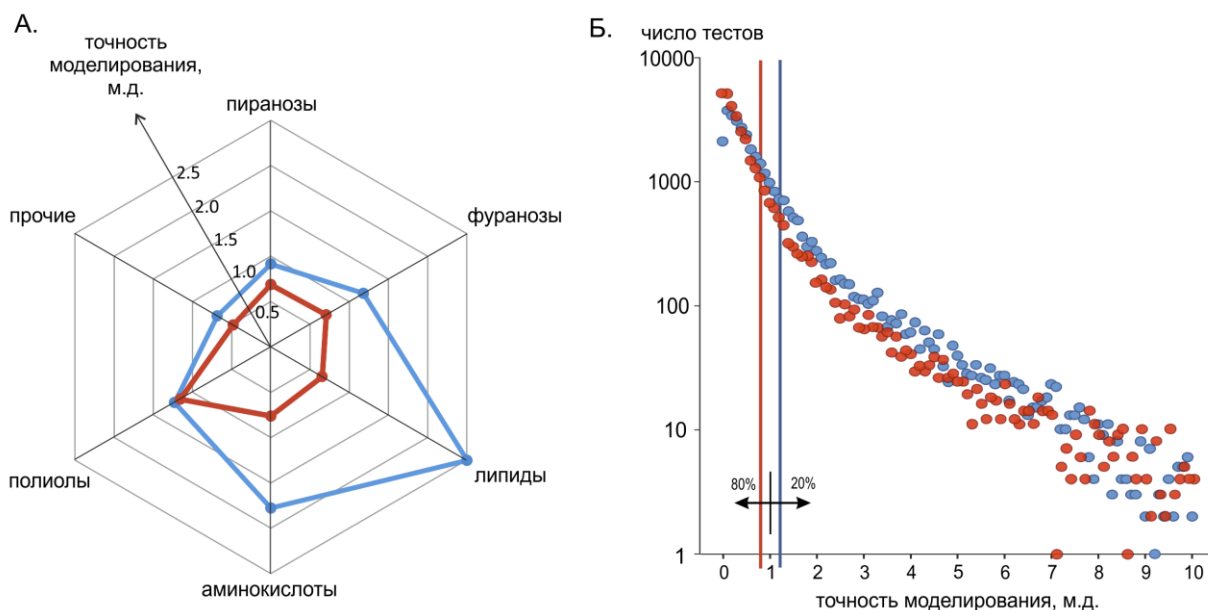 А.
точность
моделирования,
м.д.
пиранозы
2.5
2.0
1.5
1.0
0.5
прочие
фуранозы
полиолы
липиды
аминокислоты
Б.
число тестов
10000
1000
100
10
1
80%
20%
0 1 2 3 4 5 6 7 8 9 10
точность моделирования, м.д.